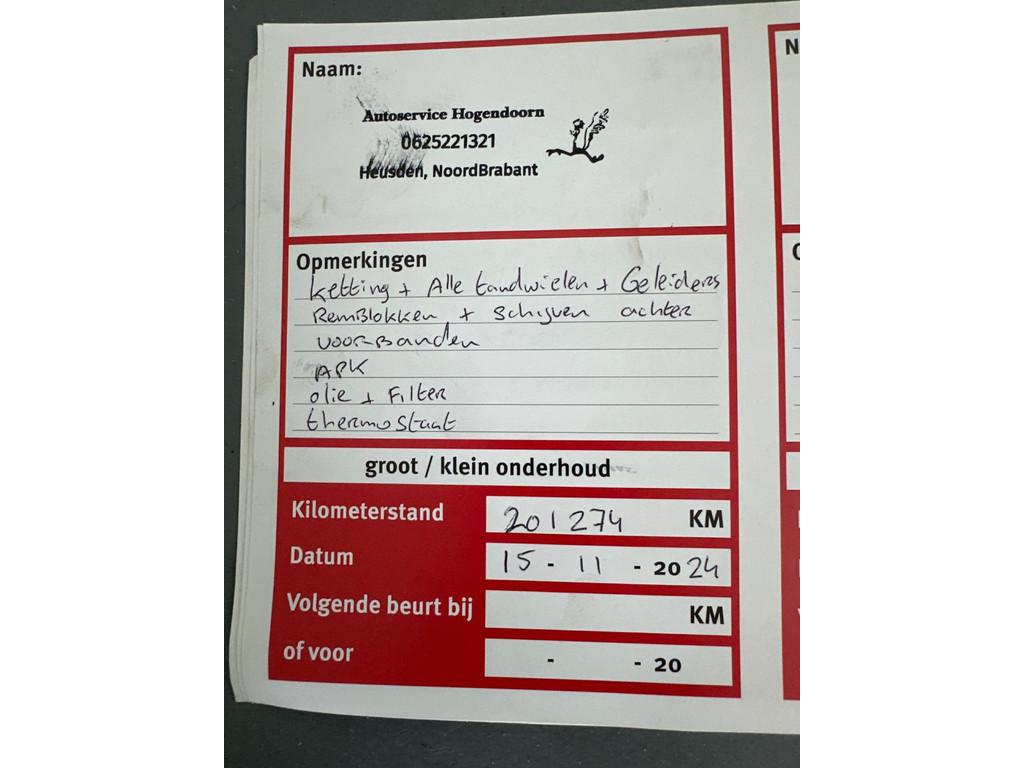 Naam:
Autoservice Hogendoorn
0625221321
Heusden, NoordBrabant
Opmerkingen
ketting + Alle tandwielen + Geleiders
RemBlokken + schijven achter
voorBanden
APK
olie + Filter
thermostaat
groot / klein onderhoud
Kilometerstand 201274 KM
Datum 15 - 11 - 2024
Volgende beurt bij KM
of voor - - 20
N